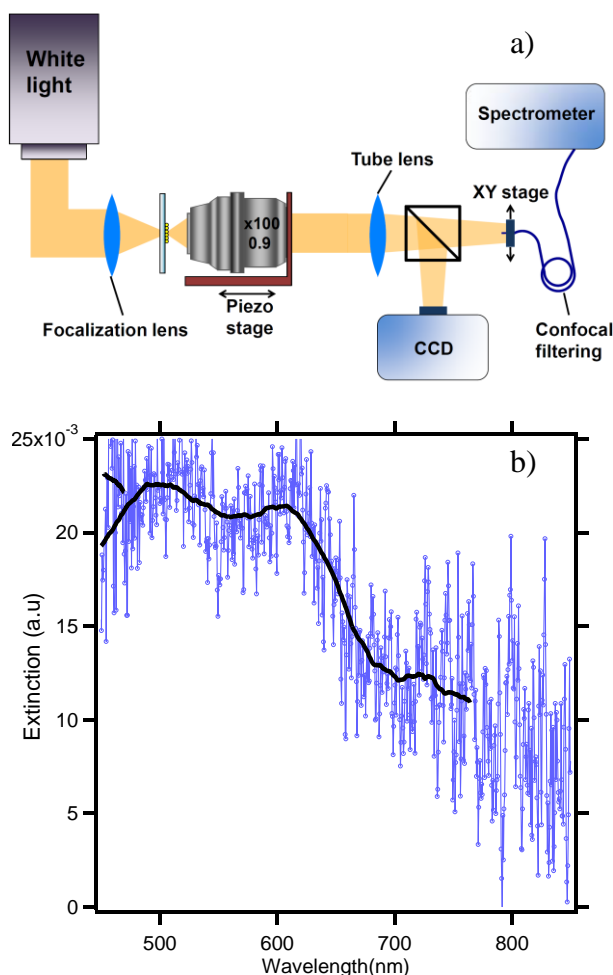 a)
White
light
Spectrometer
Tube lens
XY stage
x100
0.9
Focalization lens
Piezo
stage
CCD
Confocal
filtering
b)
25x10⁻³
20
15
10
5
0
Extinction (a.u)
500
600
700
800
Wavelength(nm)